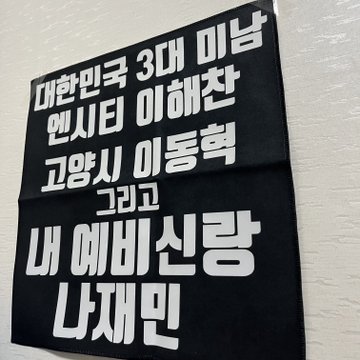 대한민국 3대 미남
엔시티 이해찬
고양시 이동혁
그리고
내 예비신랑
나재민